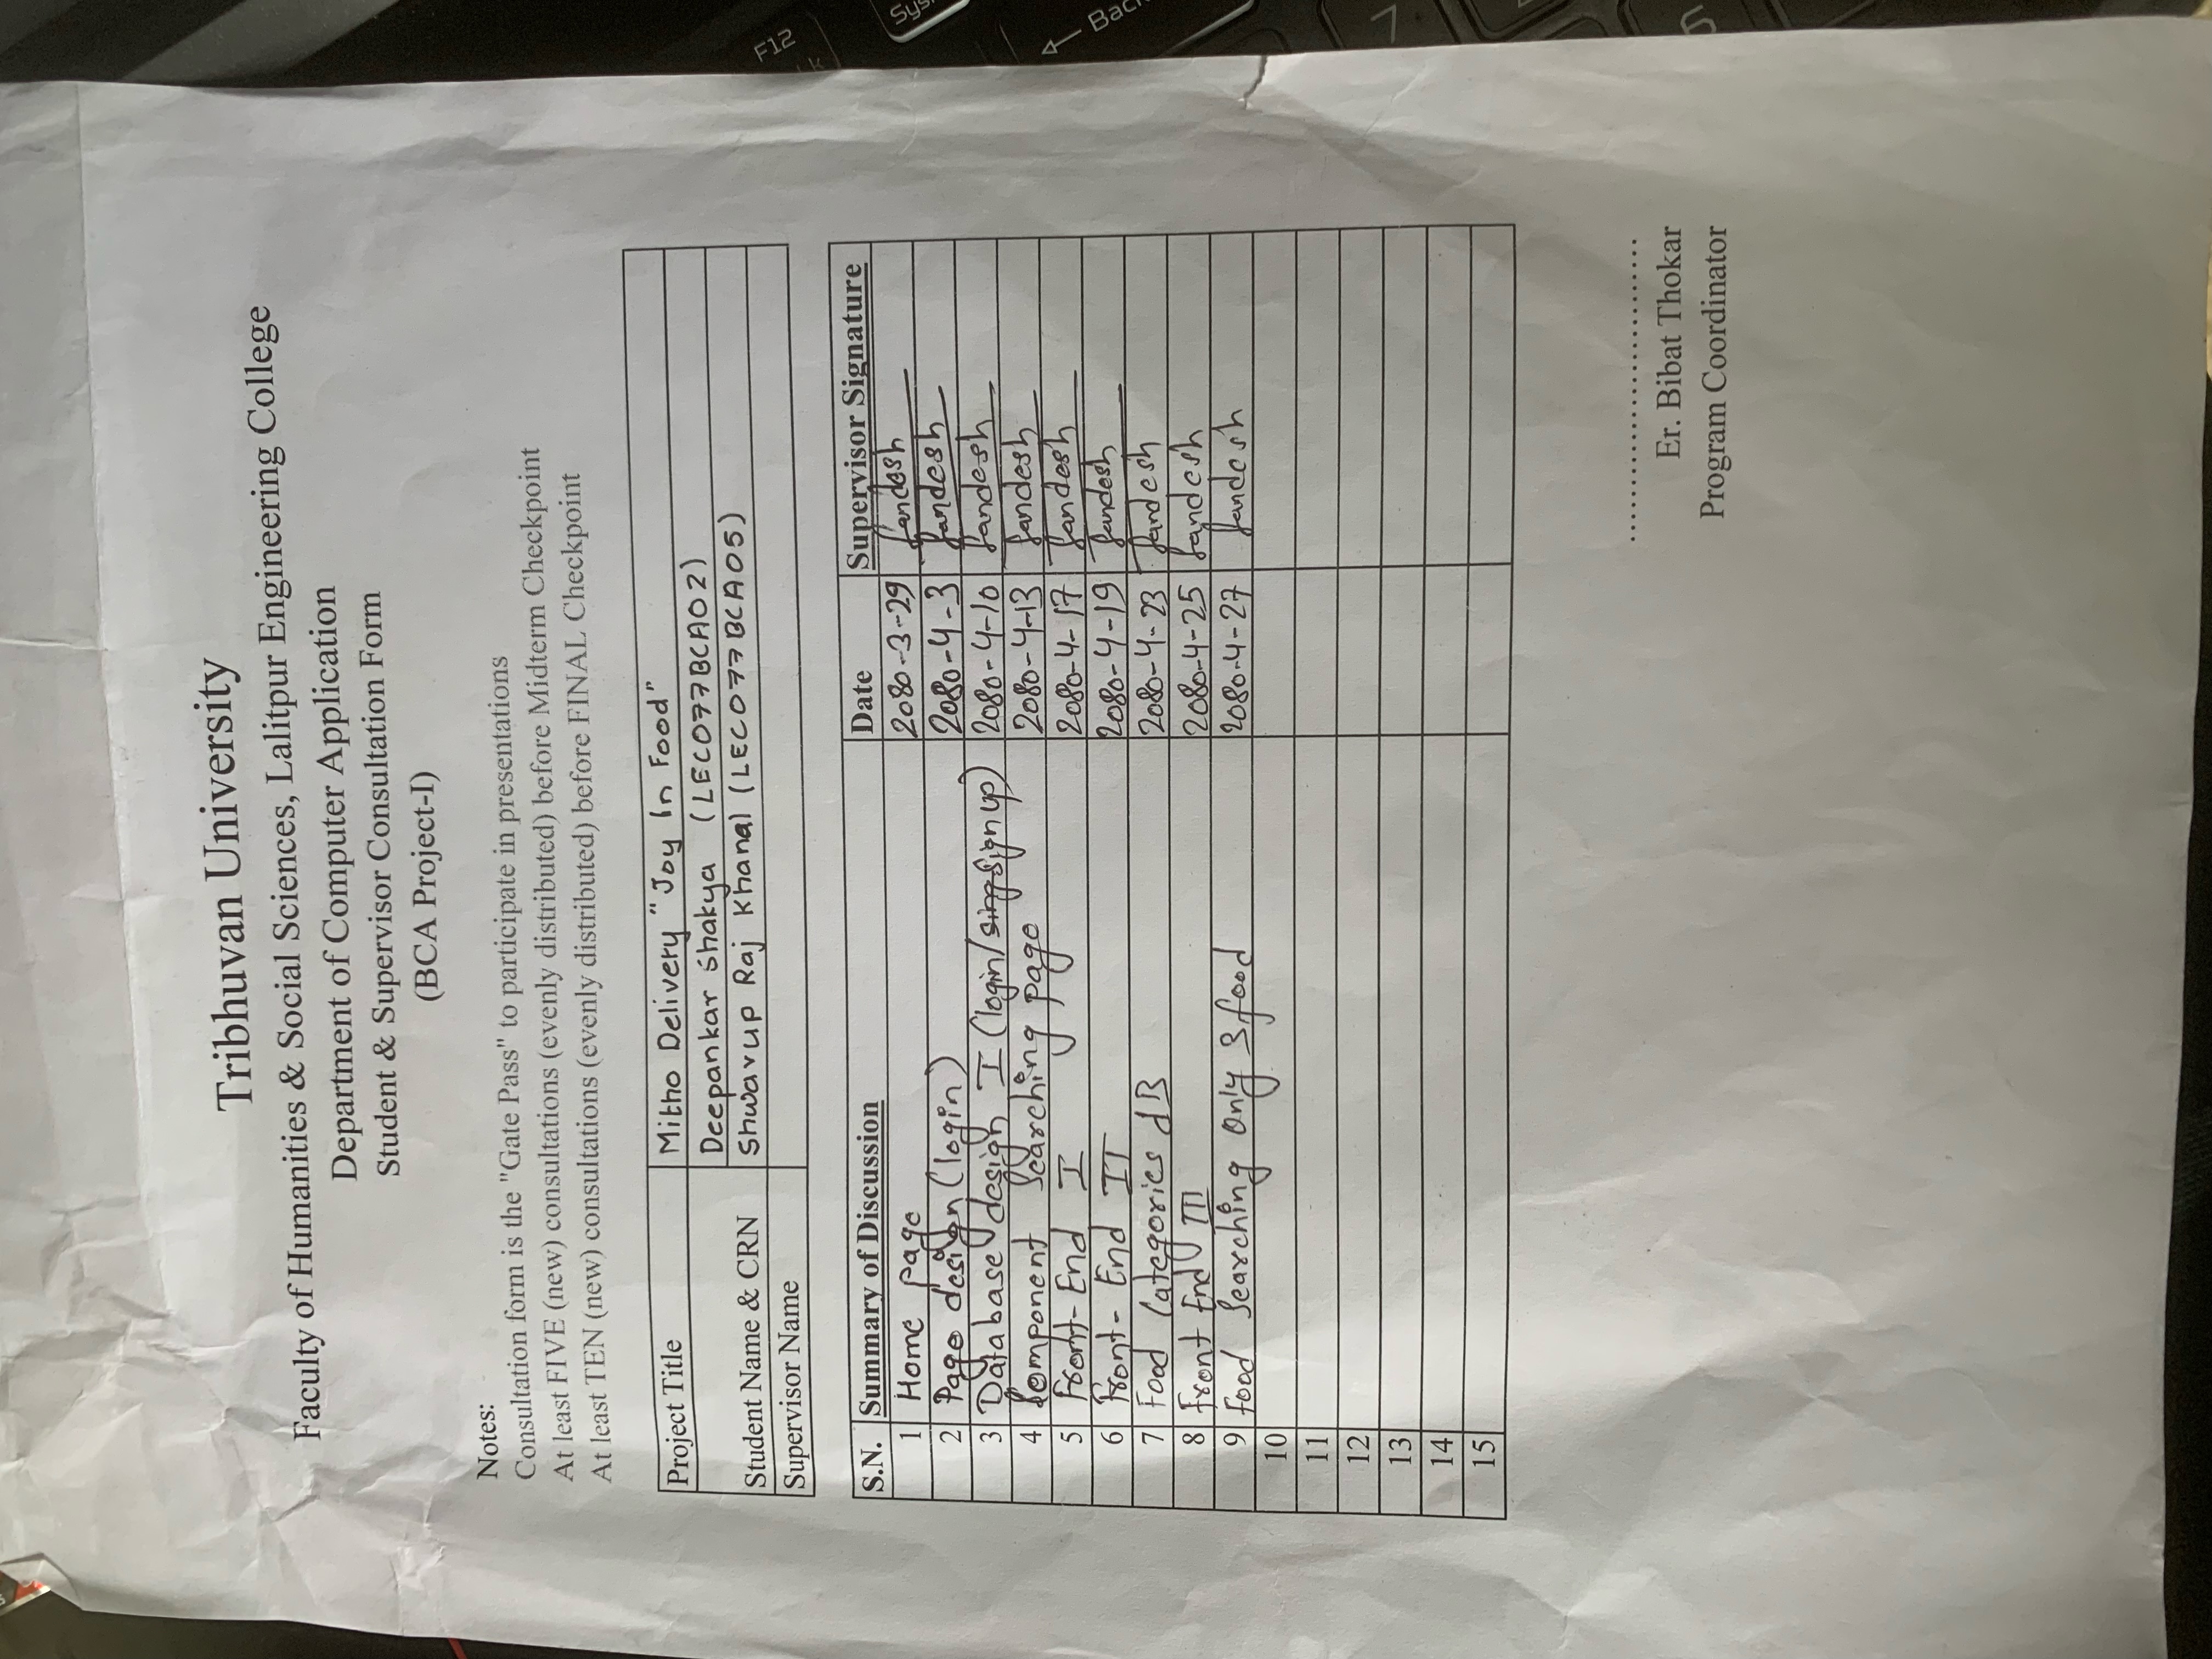 Tribhuvan University
Faculty of Humanities & Social Sciences, Lalitpur Engineering College
Department of Computer Application
Student & Supervisor Consultation Form
(BCA Project-I)
Notes:
Consultation form is the "Gate Pass" to participate in presentations
At least FIVE (new) consultations (evenly distributed) before Midterm Checkpoint
At least TEN (new) consultations (evenly distributed) before FINAL Checkpoint
Project Title Mitho Delivery "Joy In Food"
Deepankar Shakya (LEC077BCA02)
Student Name & CRN Shwarup Raj Khanal (LEC077BCA05)
Supervisor Name
S.N. Summary of Discussion Date Supervisor Signature
1 Home page 2080-3-29 Sandesh
2 Page design (login) 2080-4-3 Sandesh
3 Database design I (login/ sing sign up) 2080-4-10 Sandesh
4 Component Searching page 2080-4-13 Sandesh
5 Front-End I 2080-4-17 Sandesh
6 Front-End II 2080-4-19 Sandesh
7 Food Categories dB 2080-4-23 Sandesh
8 Front End III 2080-4-25 Sandesh
9 Food Searching Only 3 food 2080-4-27 Sandesh
10
11
12
13
14
15
Er. Bibat Thokar
Program Coordinator
F12
Sys
← Bac
7
5